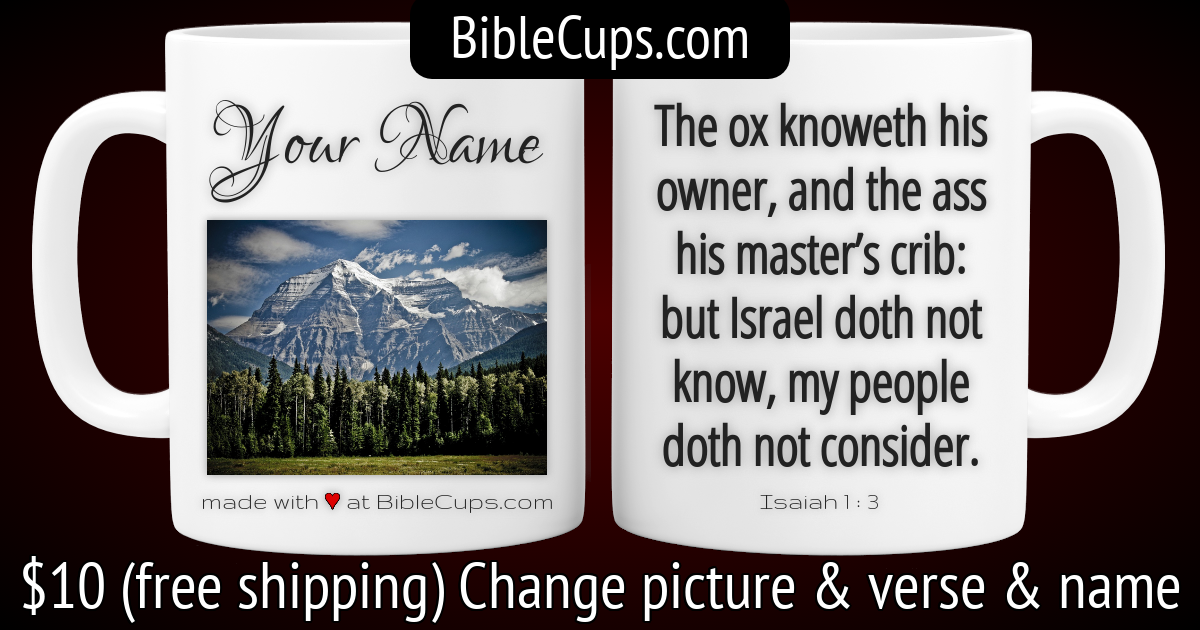 BibleCups.com
Your Name
made with ♥ at BibleCups.com
The ox knoweth his
owner, and the ass
his master’s crib:
but Israel doth not
know, my people
doth not consider.
Isaiah 1 : 3
$10 (free shipping) Change picture & verse & name